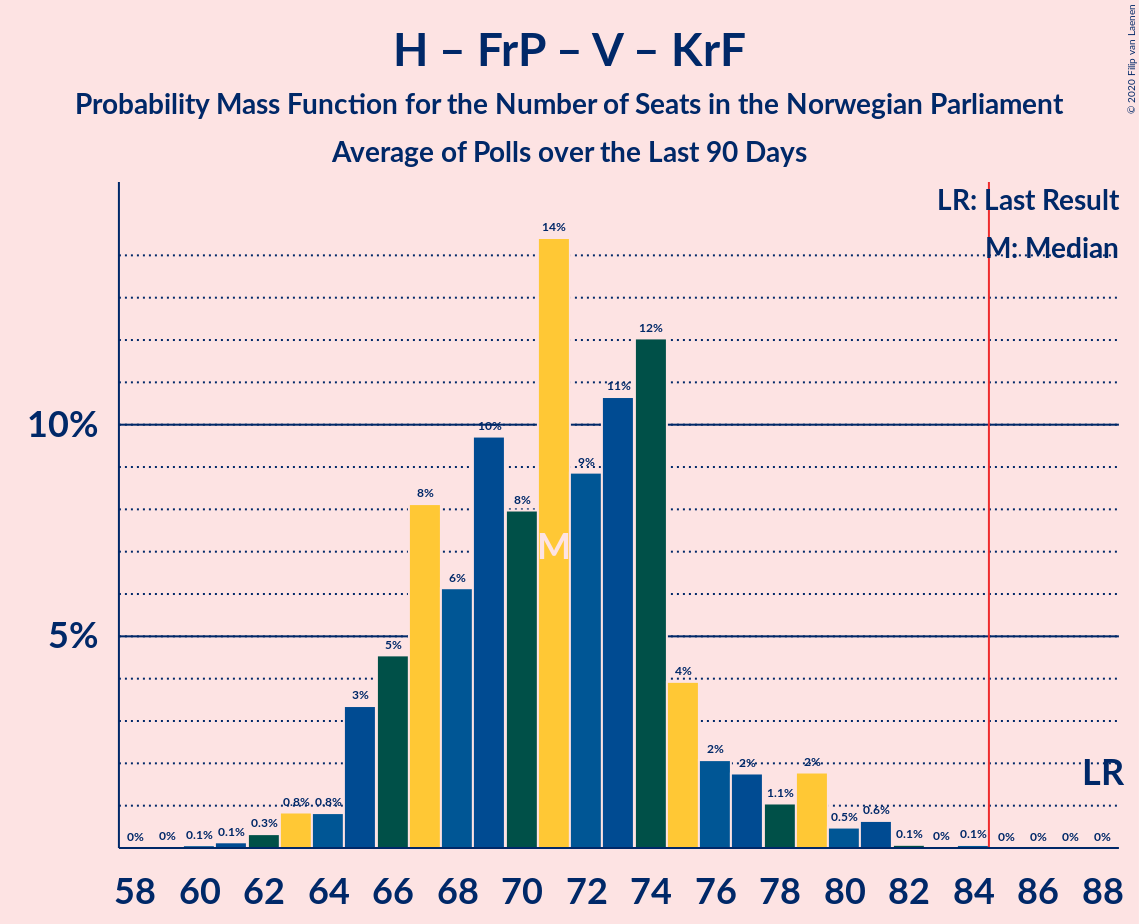 H – FrP – V – KrF
Probability Mass Function for the Number of Seats in the Norwegian Parliament
Average of Polls over the Last 90 Days
© 2020 Filip van Laenen
LR: Last Result
M: Median
10%
5%
0% 0% 0.1% 0.1% 0.3% 0.8% 0.8% 3% 5% 8% 6% 10% 8% 14% 9% 11% 12% 4% 2% 2% 1.1% 2% 0.5% 0.6% 0.1% 0% 0.1% 0% 0% 0% 0%
M
LR
58 60 62 64 66 68 70 72 74 76 78 80 82 84 86 88